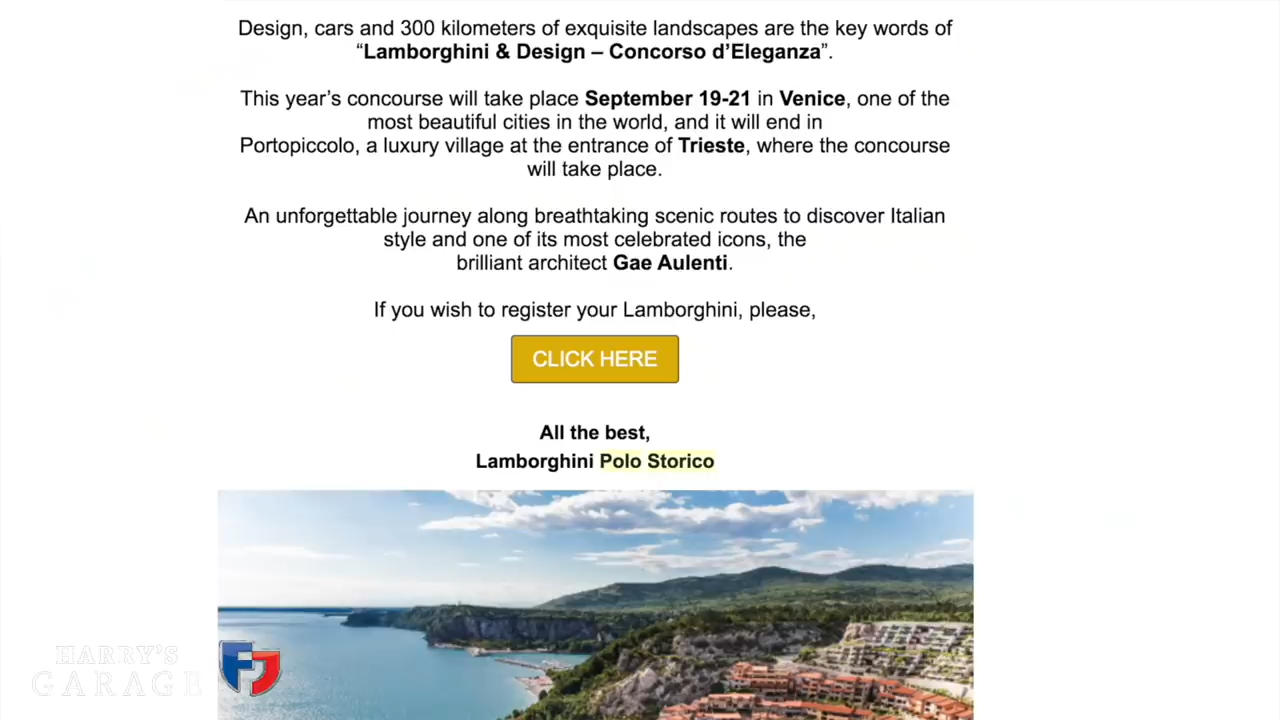 Design, cars and 300 kilometers of exquisite landscapes are the key words of
“Lamborghini & Design – Concorso d’Eleganza”.
This year’s concourse will take place September 19-21 in Venice, one of the
most beautiful cities in the world, and it will end in
Portopiccolo, a luxury village at the entrance of Trieste, where the concourse
will take place.
An unforgettable journey along breathtaking scenic routes to discover Italian
style and one of its most celebrated icons, the
brilliant architect Gae Aulenti.
If you wish to register your Lamborghini, please,
CLICK HERE
All the best,
Lamborghini Polo Storico
HARRY'S
GARAGE